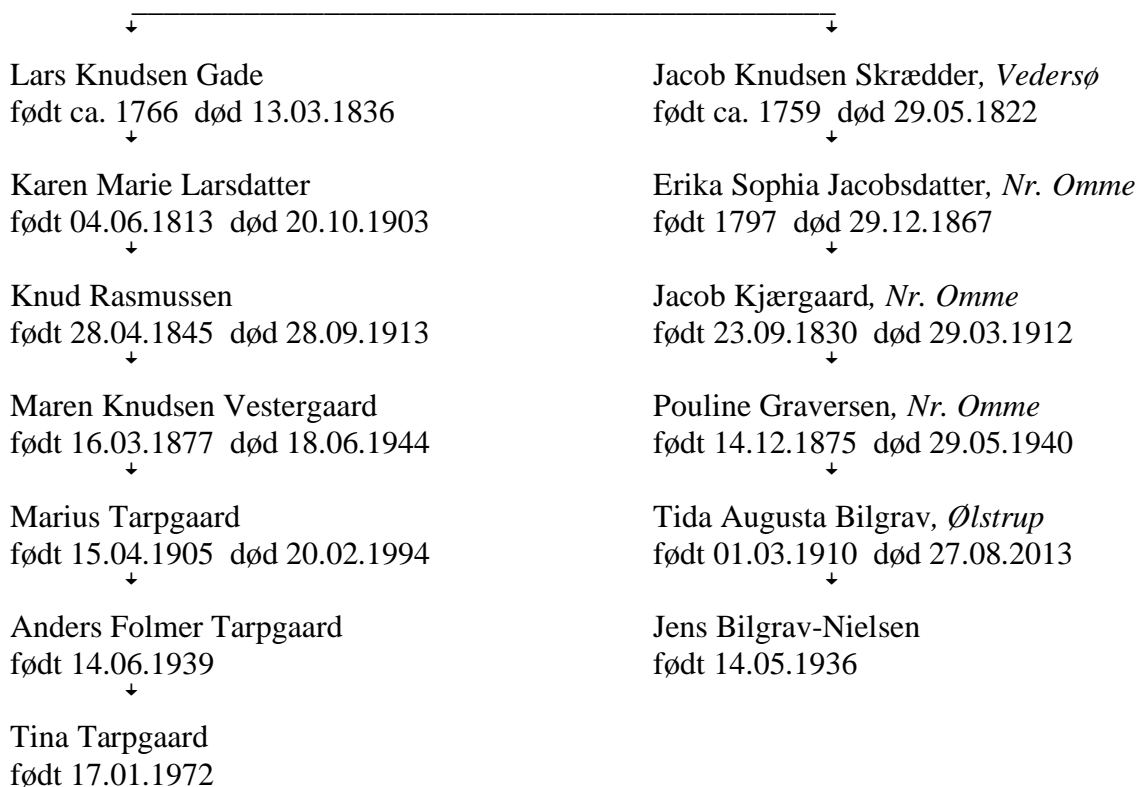 Lars Knudsen Gade
født ca. 1766 død 13.03.1836
Karen Marie Larsdatter
født 04.06.1813 død 20.10.1903
Knud Rasmussen
født 28.04.1845 død 28.09.1913
Maren Knudsen Vestergaard
født 16.03.1877 død 18.06.1944
Marius Tarpgaard
født 15.04.1905 død 20.02.1994
Anders Folmer Tarpgaard
født 14.06.1939
Tina Tarpgaard
født 17.01.1972
Jacob Knudsen Skrædder, Vedersø
født ca. 1759 død 29.05.1822
Erika Sophia Jacobsdatter, Nr. Omme
født 1797 død 29.12.1867
Jacob Kjærgaard, Nr. Omme
født 23.09.1830 død 29.03.1912
Pouline Graversen, Nr. Omme
født 14.12.1875 død 29.05.1940
Tida Augusta Bilgrav, Ølstrup
født 01.03.1910 død 27.08.2013
Jens Bilgrav-Nielsen
født 14.05.1936